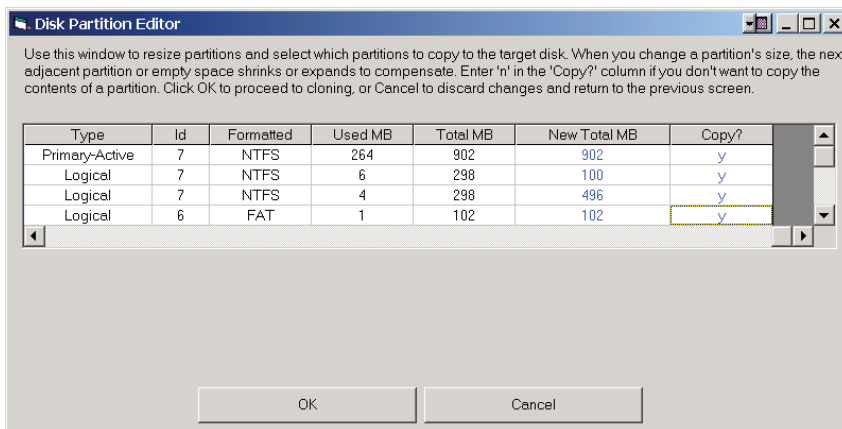 Disk Partition Editor
Use this window to resize partitions and select which partitions to copy to the target disk. When you change a partition's size, the nex
adjacent partition or empty space shrinks or expands to compensate. Enter 'n' in the 'Copy?' column if you don't want to copy the
contents of a partition. Click OK to proceed to cloning, or Cancel to discard changes and return to the previous screen.
Type Id Formatted Used MB Total MB New Total MB Copy?
Primary-Active 7 NTFS 264 902 902 y
Logical 7 NTFS 6 298 100 y
Logical 7 NTFS 4 298 496 y
Logical 6 FAT 1 102 102 y
OK Cancel